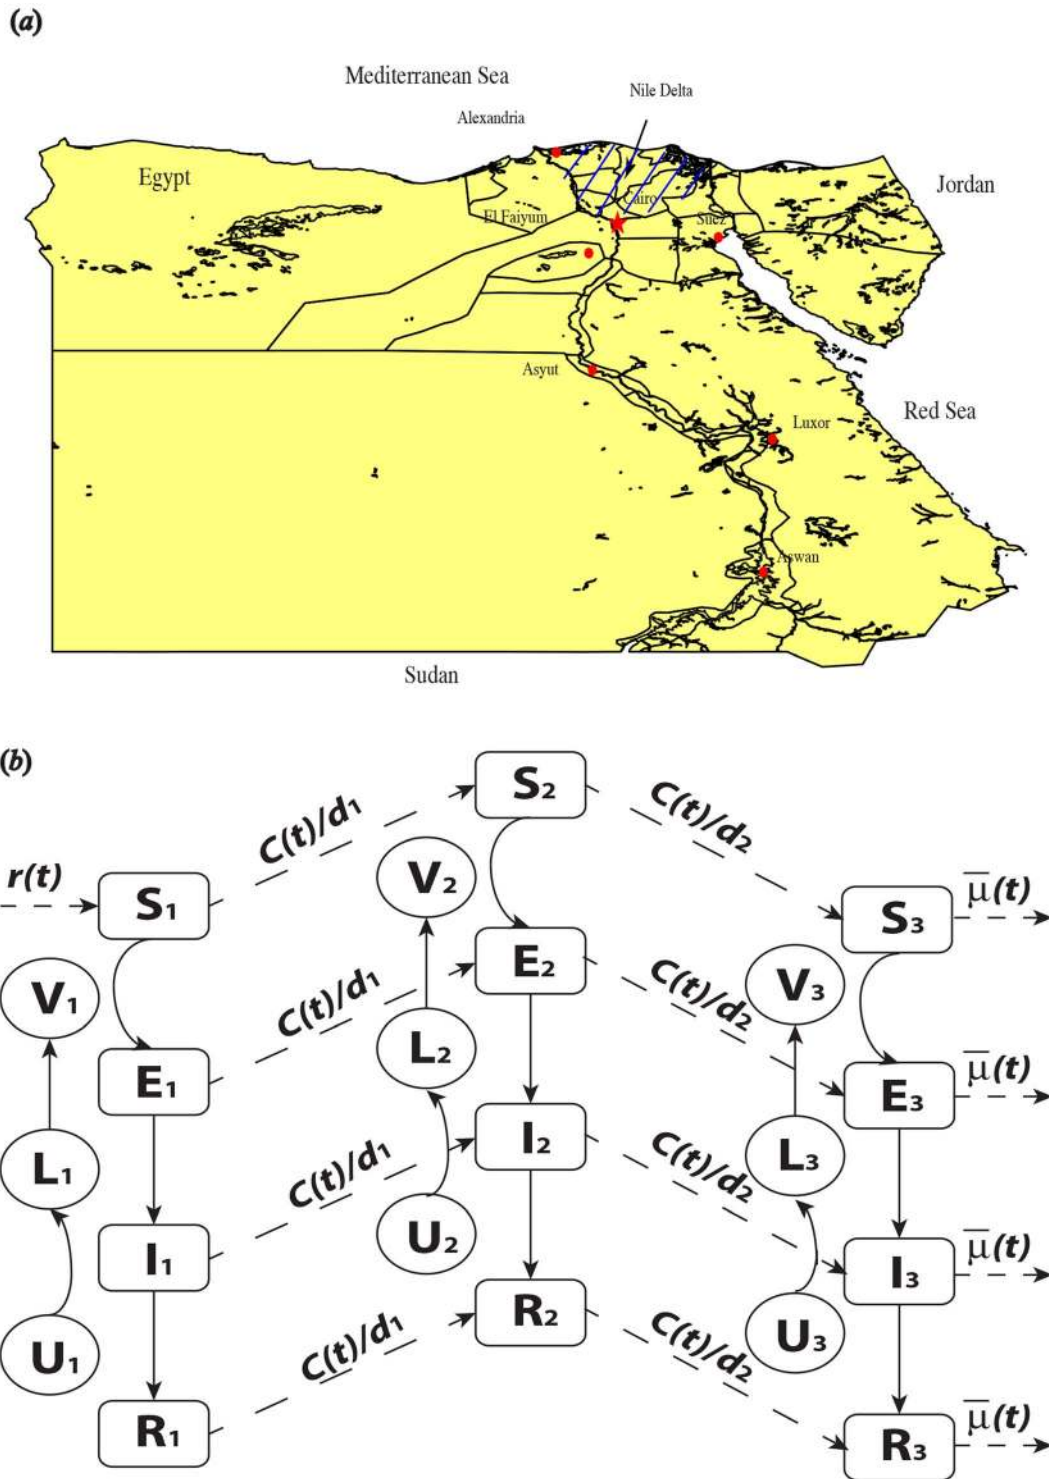 (a)
Mediterranean Sea
Nile Delta
Alexandria
Egypt
Jordan
Cairo
El Faiyum
Suez
Asyut
Red Sea
Luxor
Aswan
Sudan
(b)
S₂
C(t)/d₁
C(t)/d₂
r(t)
V₂
S₁
S₃
μ̅(t)
V₁
E₂
V₃
C(t)/d₁
C(t)/d₂
L₂
E₁
E₃
μ̅(t)
L₁
I₂
L₃
C(t)/d₁
C(t)/d₂
U₂
I₁
I₃
μ̅(t)
R₂
U₁
U₃
C(t)/d₁
C(t)/d₂
R₁
R₃
μ̅(t)